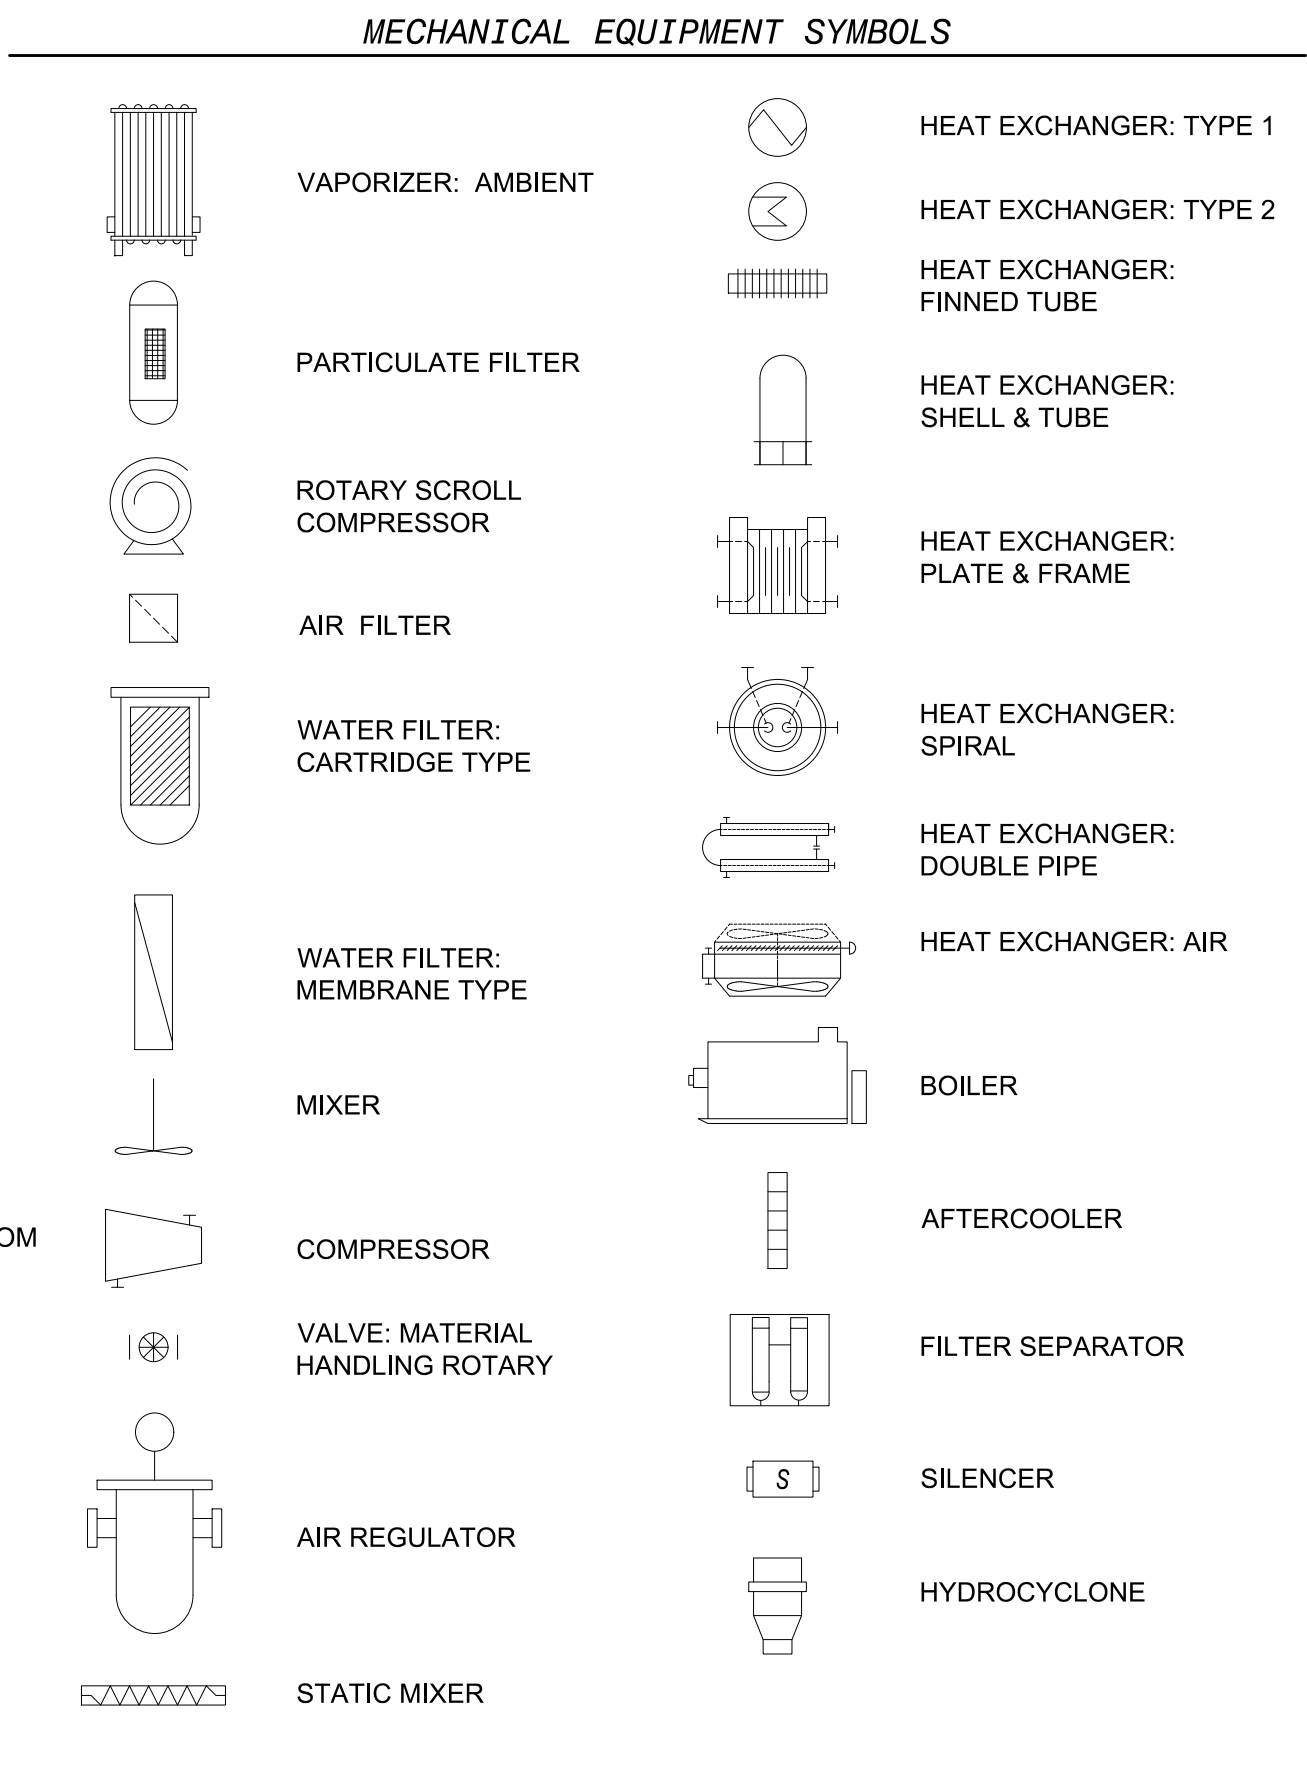 MECHANICAL EQUIPMENT SYMBOLS
VAPORIZER: AMBIENT
PARTICULATE FILTER
ROTARY SCROLL
COMPRESSOR
AIR FILTER
WATER FILTER:
CARTRIDGE TYPE
WATER FILTER:
MEMBRANE TYPE
MIXER
OM
COMPRESSOR
VALVE: MATERIAL
HANDLING ROTARY
AIR REGULATOR
STATIC MIXER
HEAT EXCHANGER: TYPE 1
HEAT EXCHANGER: TYPE 2
HEAT EXCHANGER:
FINNED TUBE
HEAT EXCHANGER:
SHELL & TUBE
HEAT EXCHANGER:
PLATE & FRAME
HEAT EXCHANGER:
SPIRAL
HEAT EXCHANGER:
DOUBLE PIPE
HEAT EXCHANGER: AIR
BOILER
AFTERCOOLER
FILTER SEPARATOR
S
SILENCER
HYDROCYCLONE